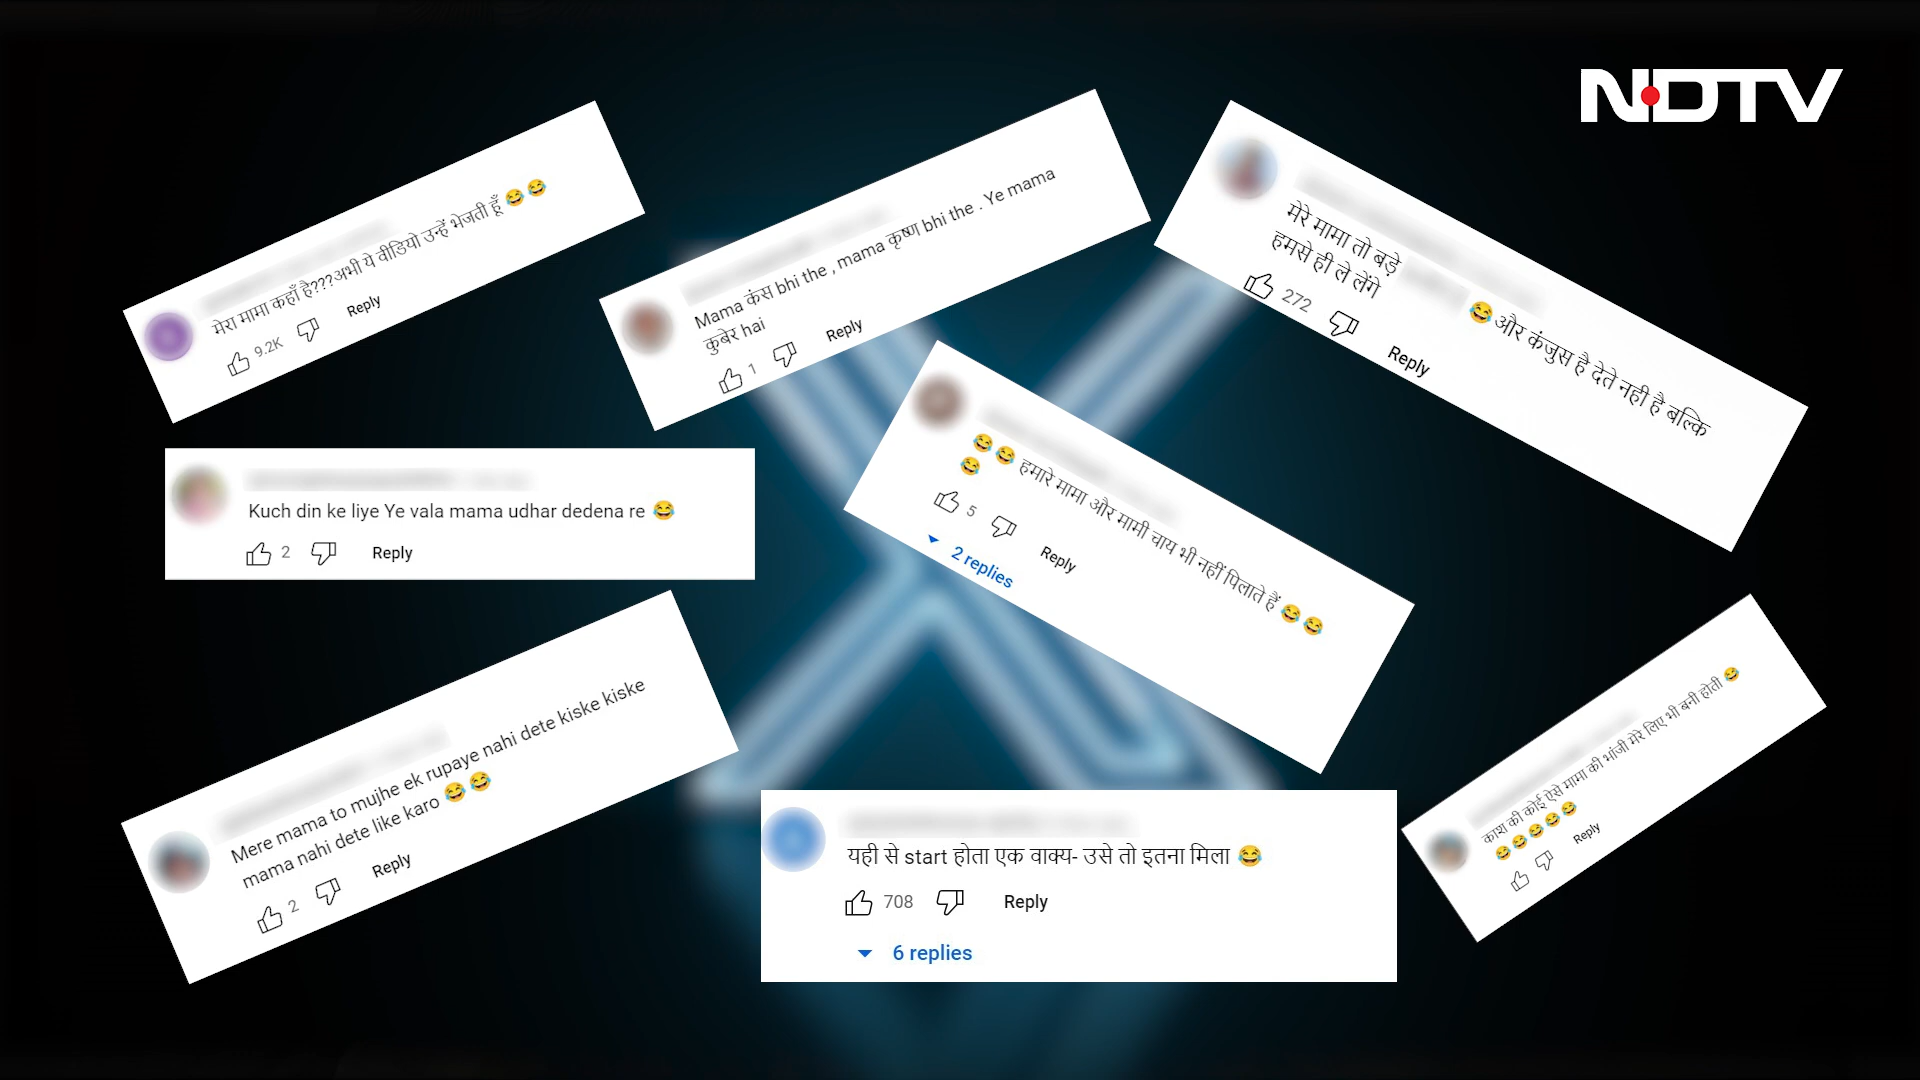 NDTV
मेरा मामा कहाँ है???अभी ये वीडियो उन्हें भेजती हूँ 😂😂
9.2K Reply
Mama कंस bhi the , mama कृष्ण bhi the . Ye mama
कुबेर hai
1 Reply
मेरे मामा तो बड़े 😂और कंजुस है देते नही है बल्कि
हमसे ही ले लेंगे
272 Reply
Kuch din ke liye Ye vala mama udhar dedena re 😂
2 Reply
😂😂 हमारे मामा और मामी चाय भी नहीं पिलाते हैं 😂😂
😂
5 Reply
2 replies
Mere mama to mujhe ek rupaye nahi dete kiske kiske
mama nahi dete like karo 😂😂
2 Reply
यही से start होता एक वाक्य- उसे तो इतना मिला 😂
708 Reply
6 replies
काश की कोई ऐसे मामा की भांजी मेरे लिए भी बनी होती 😂
😂😂😂😂😂
Reply